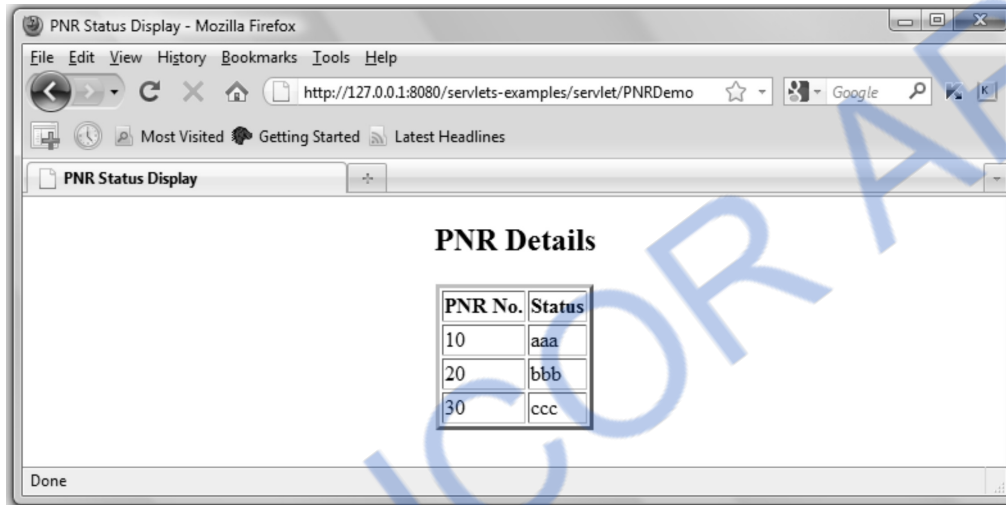 PNR Status Display - Mozilla Firefox
File Edit View History Bookmarks Tools Help
http://127.0.0.1:8080/servlets-examples/servlet/PNRDemo Google K
Most Visited Getting Started Latest Headlines
PNR Status Display
PNR Details
PNR No. Status
10 aaa
20 bbb
30 ccc
Done